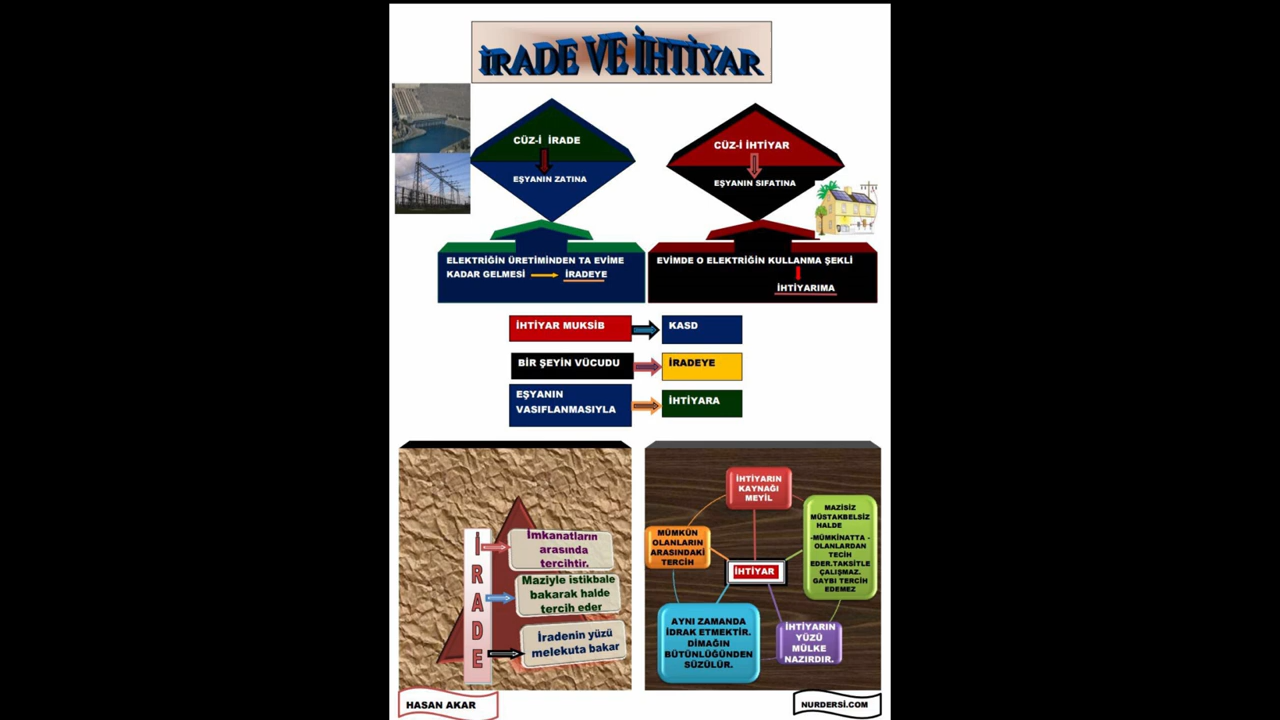 İRADE VE İHTİYAR
CÜZ-İ İRADE
EŞYANIN ZATINA
CÜZ-İ İHTİYAR
EŞYANIN SIFATINA
ELEKTRİĞİN ÜRETİMİNDEN TA EVİME
KADAR GELMESİ
İRADEYE
EVİMDE O ELEKTRİĞİN KULLANMA ŞEKLİ
İHTİYARIMA
İHTİYAR MUKSİB
KASD
BİR ŞEYİN VÜCUDU
İRADEYE
EŞYANIN
VASIFLANMASIYLA
İHTİYARA
İRADE
İmkanatların
arasında
tercihtir.
Maziyle istikbale
bakarak halde
tercih eder
İradenin yüzü
melekuta bakar
İHTİYARIN
KAYNAĞI
MEYİL
MÜMKÜN
OLANLARIN
ARASINDAKİ
TERCİH
İHTİYAR
MAZİSİZ
MÜSTAKBELSİZ
HALDE
-MÜMKİNATTA -
OLANLARDAN
TECİH
EDER.TAKSİTLE
ÇALIŞMAZ.
GAYBI TERCİH
EDEMEZ
AYNI ZAMANDA
İDRAK ETMEKTİR.
DİMAĞIN
BÜTÜNLÜĞÜNDEN
SÜZÜLÜR.
İHTİYARIN
YÜZÜ
MÜLKE
NAZIRDIR.
HASAN AKAR
NURDERSİ.COM